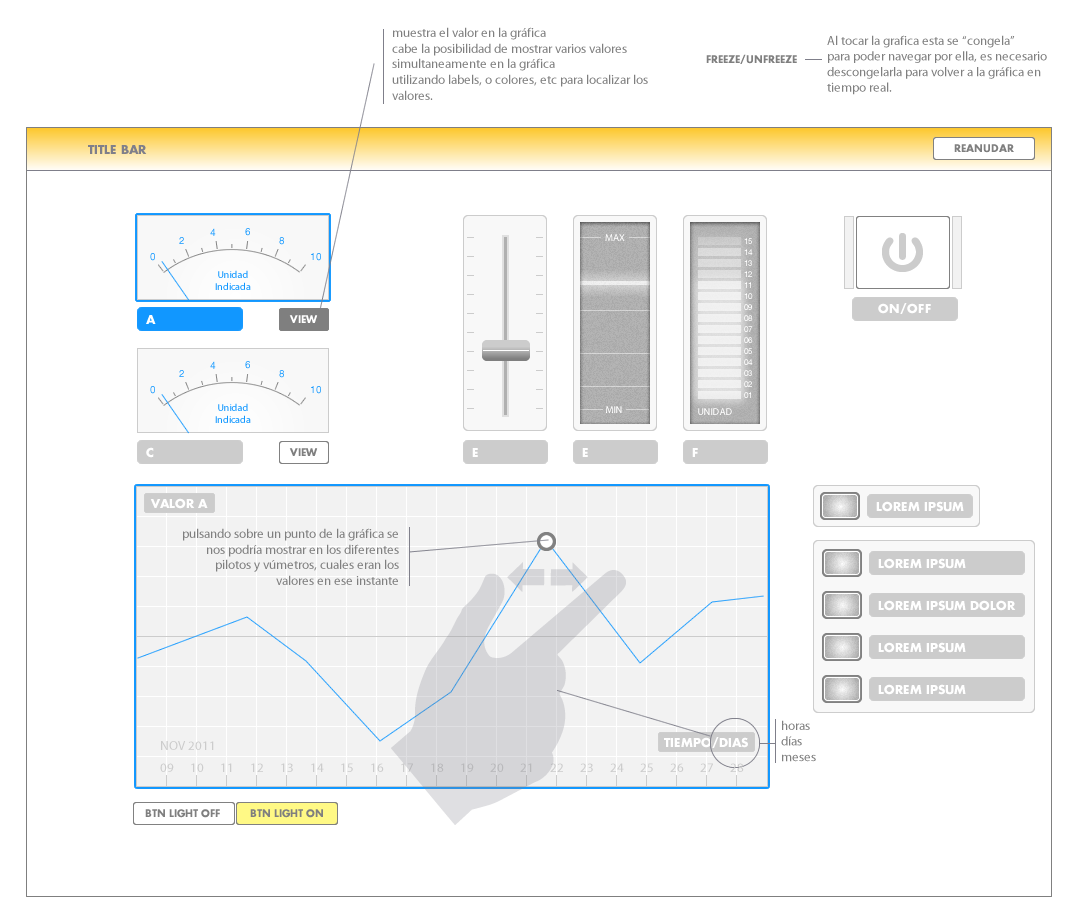 muestra el valor en la gráfica
cabe la posibilidad de mostrar varios valores
simultaneamente en la gráfica
utilizando labels, o colores, etc para localizar los
valores.
FREEZE/UNFREEZE
Al tocar la grafica esta se “congela”
para poder navegar por ella, es necesario
descongelarla para volver a la gráfica en
tiempo real.
TITLE BAR
REANUDAR
0 2 4 6 8 10
Unidad
Indicada
A
VIEW
0 2 4 6 8 10
Unidad
Indicada
C
VIEW
E
MAX
MIN
E
15
14
13
12
11
10
09
08
07
06
05
04
03
02
01
UNIDAD
F
ON/OFF
VALOR A
pulsando sobre un punto de la gráfica se
nos podría mostrar en los diferentes
pilotos y vúmetros, cuales eran los
valores en ese instante
NOV 2011
TIEMPO/DIAS
09 10 11 12 13 14 15 16 17 18 19 20 21 22 23 24 25 26 27 28
horas
días
meses
LOREM IPSUM
LOREM IPSUM
LOREM IPSUM DOLOR
LOREM IPSUM
LOREM IPSUM
BTN LIGHT OFF
BTN LIGHT ON